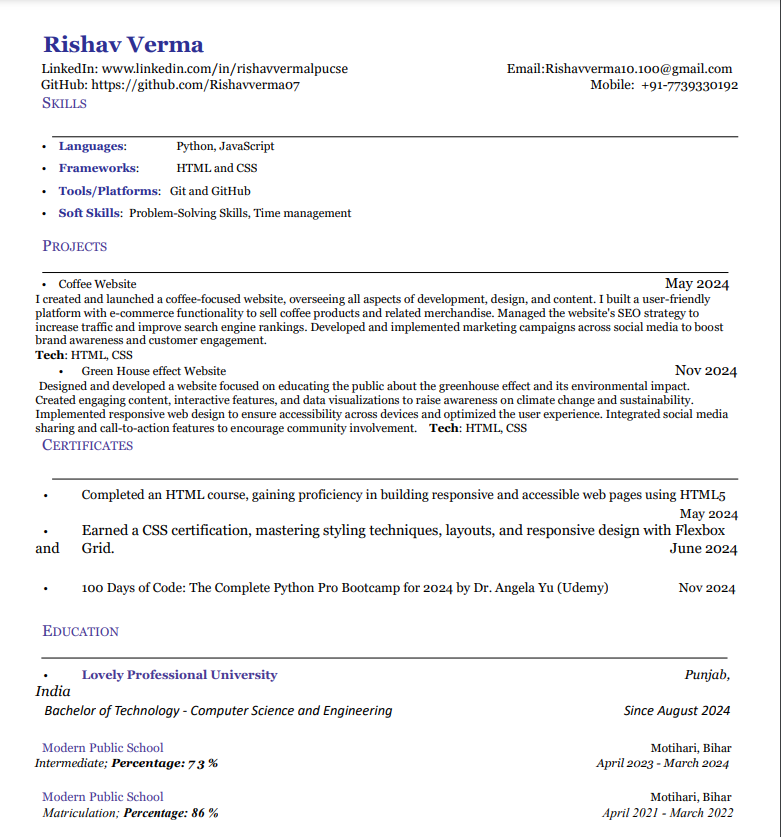 Rishav Verma
LinkedIn: www.linkedin.com/in/rishavvermalpucse Email:Rishavverma10.100@gmail.com
GitHub: https://github.com/Rishavverma07 Mobile: +91-7739330192
SKILLS
• Languages: Python, JavaScript
• Frameworks: HTML and CSS
• Tools/Platforms: Git and GitHub
• Soft Skills: Problem-Solving Skills, Time management
PROJECTS
• Coffee Website May 2024
I created and launched a coffee-focused website, overseeing all aspects of development, design, and content. I built a user-friendly
platform with e-commerce functionality to sell coffee products and related merchandise. Managed the website's SEO strategy to
increase traffic and improve search engine rankings. Developed and implemented marketing campaigns across social media to boost
brand awareness and customer engagement.
Tech: HTML, CSS
• Green House effect Website Nov 2024
Designed and developed a website focused on educating the public about the greenhouse effect and its environmental impact.
Created engaging content, interactive features, and data visualizations to raise awareness on climate change and sustainability.
Implemented responsive web design to ensure accessibility across devices and optimized the user experience. Integrated social media
sharing and call-to-action features to encourage community involvement. Tech: HTML, CSS
CERTIFICATES
• Completed an HTML course, gaining proficiency in building responsive and accessible web pages using HTML5
May 2024
• Earned a CSS certification, mastering styling techniques, layouts, and responsive design with Flexbox
and Grid. June 2024
• 100 Days of Code: The Complete Python Pro Bootcamp for 2024 by Dr. Angela Yu (Udemy) Nov 2024
EDUCATION
• Lovely Professional University Punjab,
India
Bachelor of Technology - Computer Science and Engineering Since August 2024
Modern Public School Motihari, Bihar
Intermediate; Percentage: 7 3 % April 2023 - March 2024
Modern Public School Motihari, Bihar
Matriculation; Percentage: 86 % April 2021 - March 2022